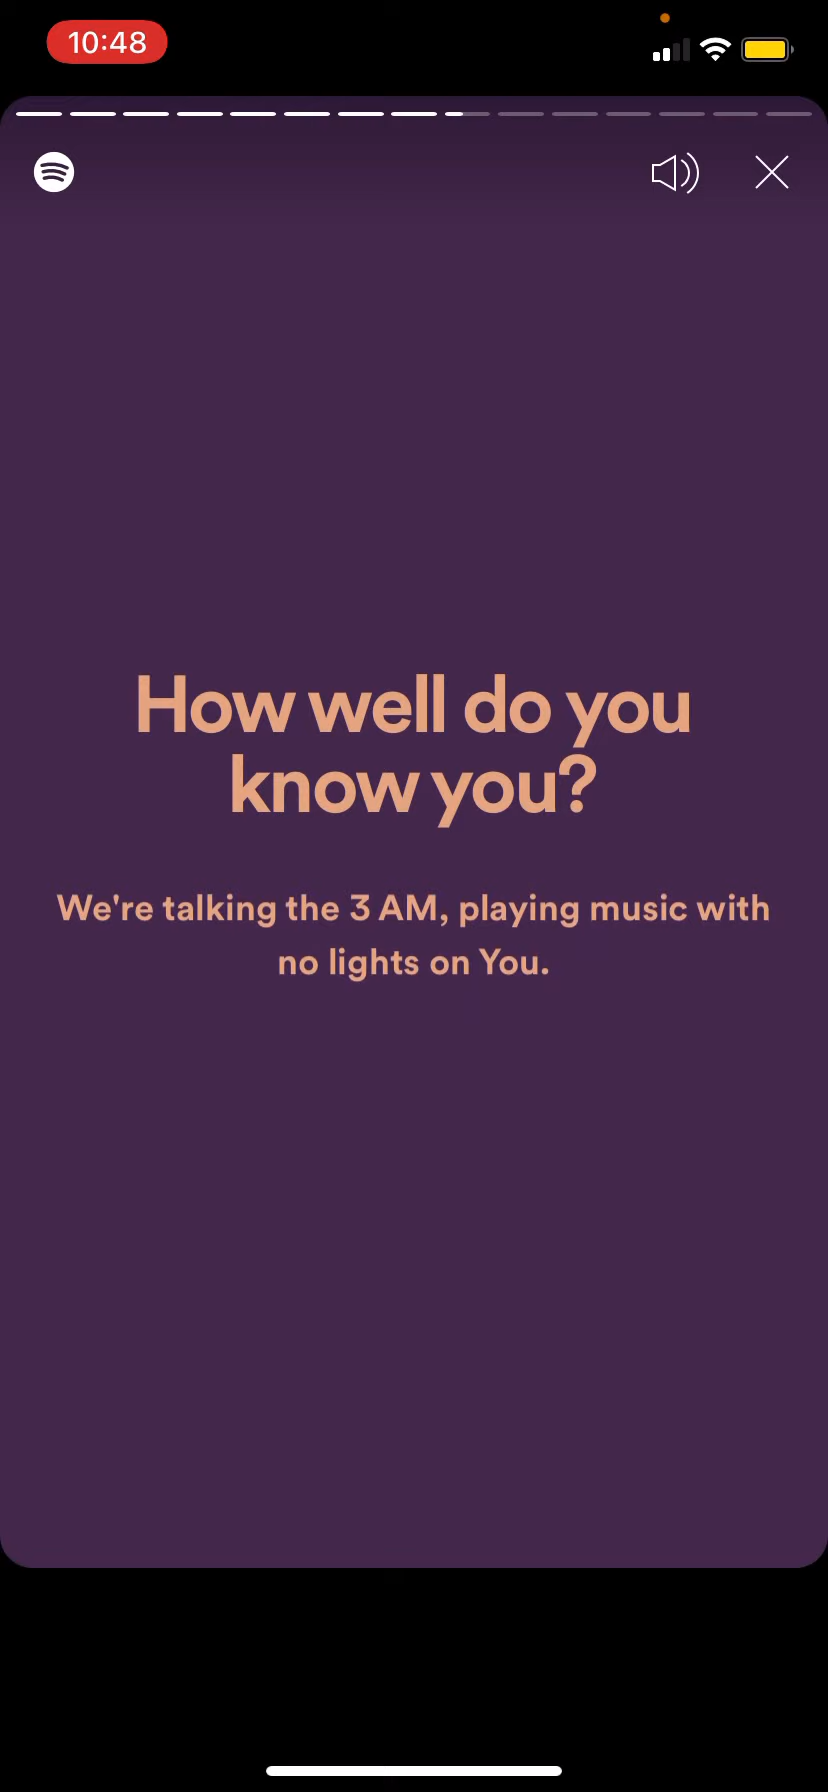 10:48
How well do you
know you?
We're talking the 3 AM, playing music with
no lights on You.